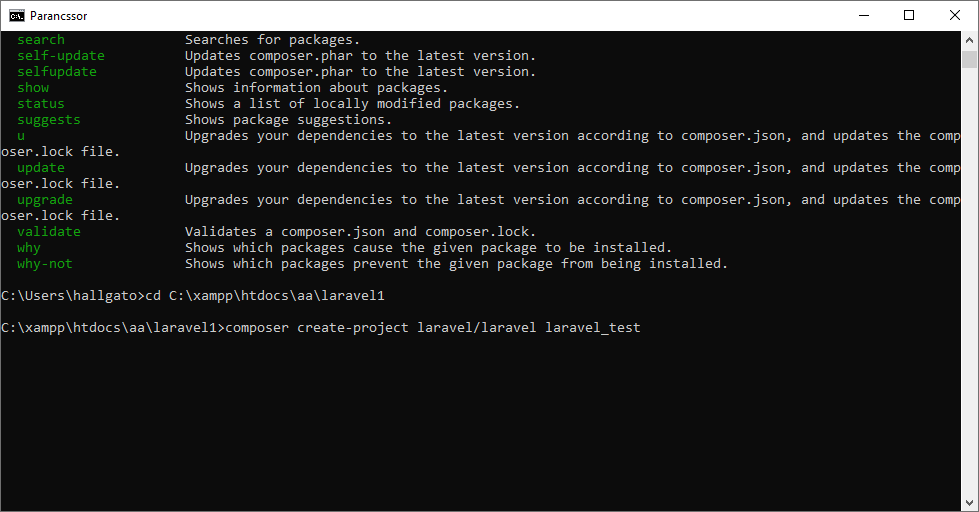 Parancssor
search Searches for packages.
self-update Updates composer.phar to the latest version.
selfupdate Updates composer.phar to the latest version.
show Shows information about packages.
status Shows a list of locally modified packages.
suggests Shows package suggestions.
u Upgrades your dependencies to the latest version according to composer.json, and updates the comp
oser.lock file.
update Upgrades your dependencies to the latest version according to composer.json, and updates the comp
oser.lock file.
upgrade Upgrades your dependencies to the latest version according to composer.json, and updates the comp
oser.lock file.
validate Validates a composer.json and composer.lock.
why Shows which packages cause the given package to be installed.
why-not Shows which packages prevent the given package from being installed.
C:\Users\hallgato>cd C:\xampp\htdocs\aa\laravel1
C:\xampp\htdocs\aa\laravel1>composer create-project laravel/laravel laravel_test